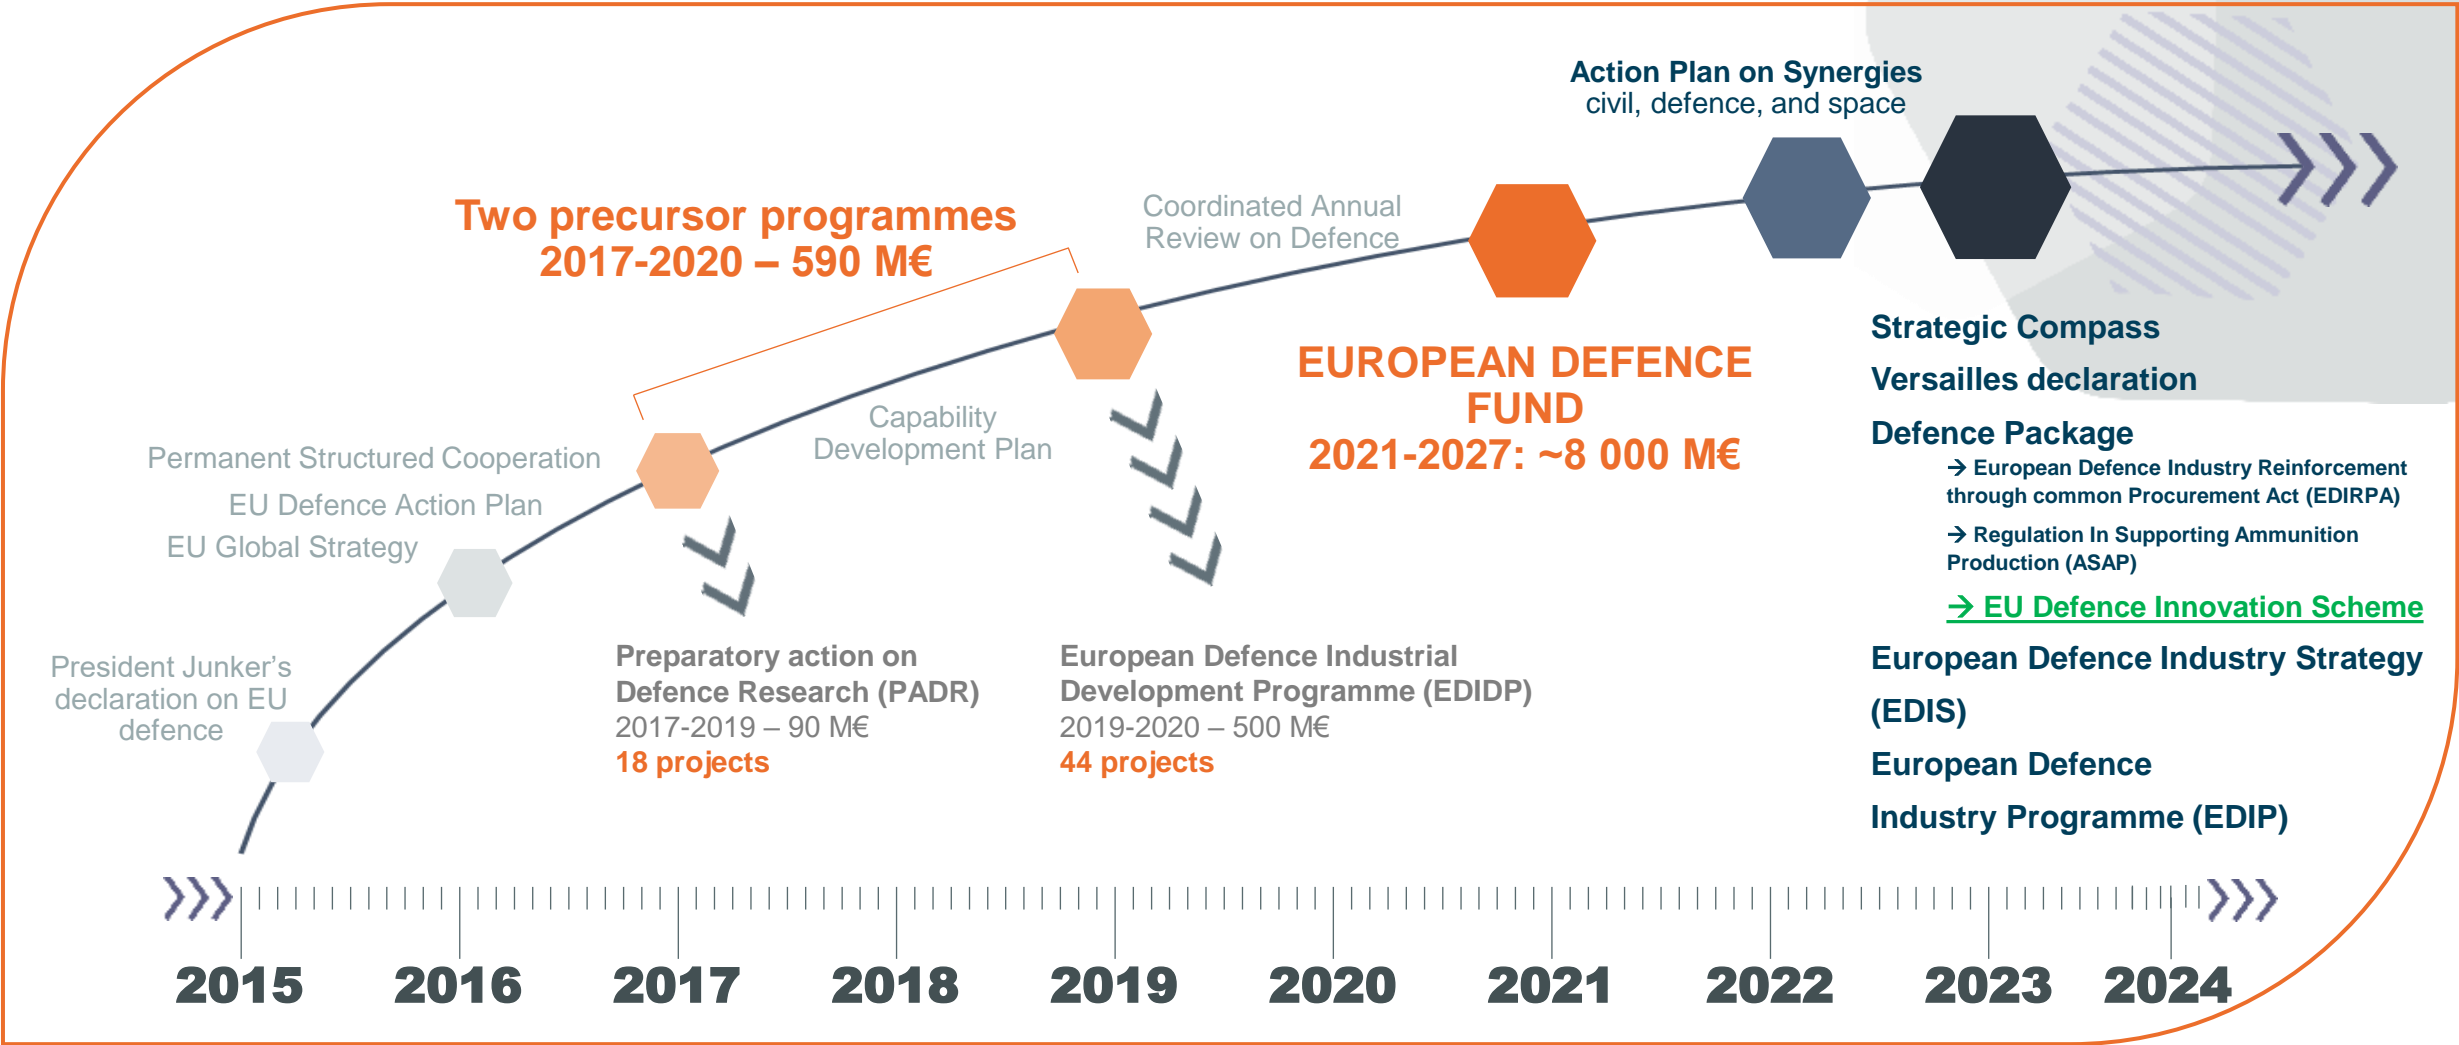 Action Plan on Synergies
civil, defence, and space
Two precursor programmes
2017-2020 – 590 M€
Coordinated Annual
Review on Defence
Strategic Compass
Versailles declaration
Defence Package
→ European Defence Industry Reinforcement
through common Procurement Act (EDIRPA)
→ Regulation In Supporting Ammunition
Production (ASAP)
→ EU Defence Innovation Scheme
European Defence Industry Strategy
(EDIS)
European Defence
Industry Programme (EDIP)
EUROPEAN DEFENCE
FUND
2021-2027: ~8 000 M€
Capability
Development Plan
Permanent Structured Cooperation
EU Defence Action Plan
EU Global Strategy
President Junker’s
declaration on EU
defence
Preparatory action on
Defence Research (PADR)
2017-2019 – 90 M€
18 projects
European Defence Industrial
Development Programme (EDIDP)
2019-2020 – 500 M€
44 projects
2015 2016 2017 2018 2019 2020 2021 2022 2023 2024